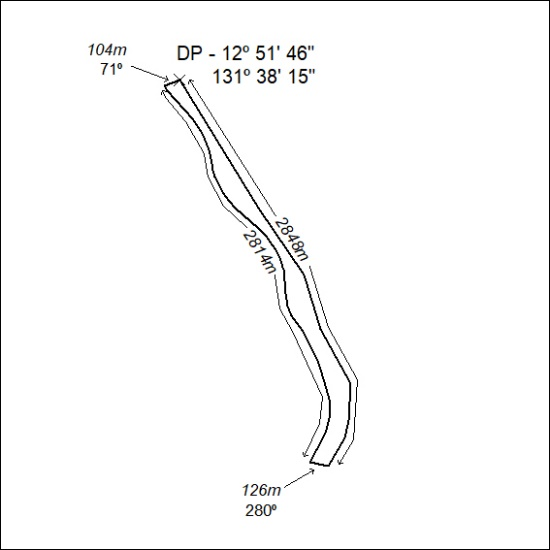 104m
71º
DP - 12º 51' 46"
131º 38' 15"
2848m
2814m
126m
280º